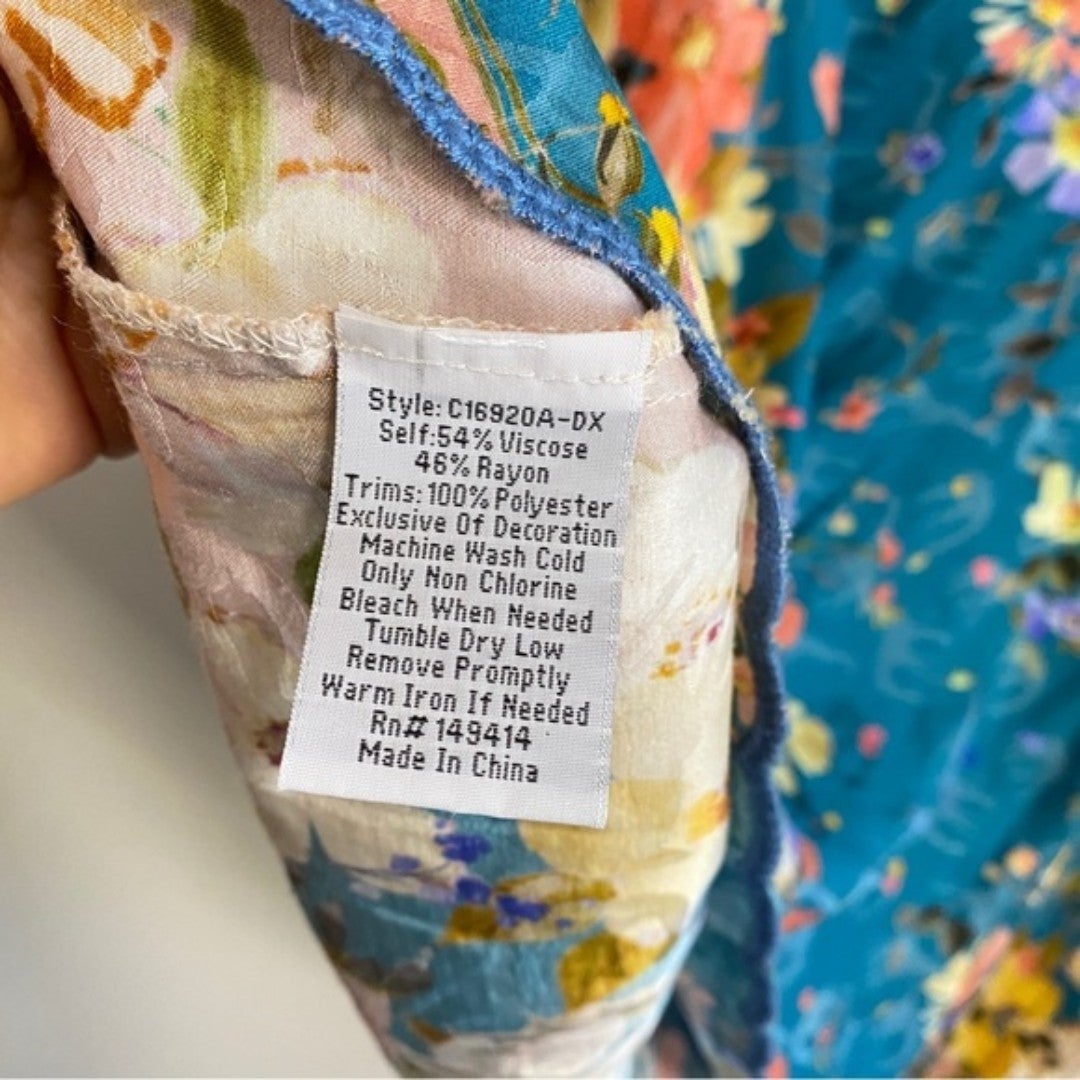 Style: C16920A-DX
Self:54% Viscose
46% Rayon
Trims: 100% Polyester
Exclusive Of Decoration
Machine Wash Cold
Only Non Chlorine
Bleach When Needed
Tumble Dry Low
Remove Promptly
Warm Iron If Needed
Rn# 149414
Made In China